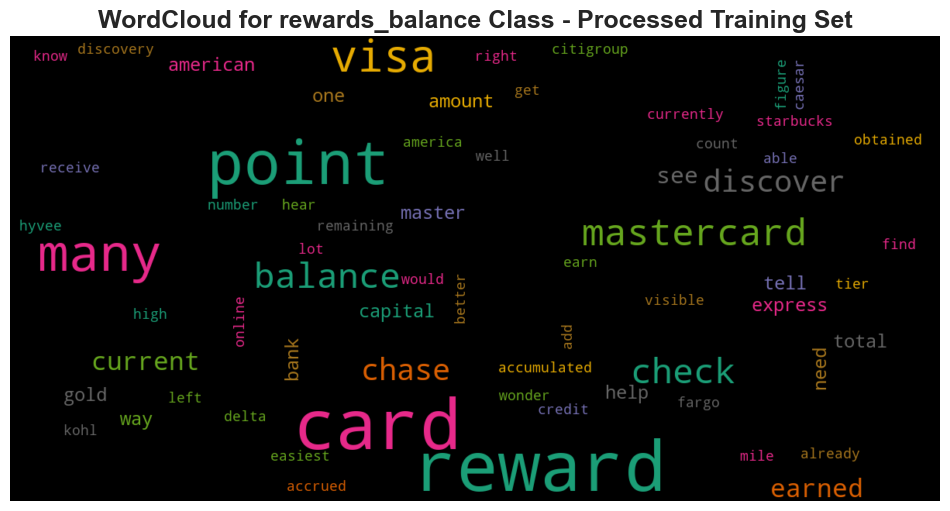 WordCloud for rewards_balance Class - Processed Training Set
know
discovery
american
visa
right
citigroup
one
amount
get
figure
caesar
currently
starbucks
obtained
receive
point
america
well
count
able
see
discover
number
hear
master
remaining
hyvee
many
lot
mastercard
find
balance
would
earn
tell
tier
high
online
capital
better
visible
express
add
total
current
bank
chase
accumulated
check
need
gold
left
wonder
help
credit
fargo
way
delta
kohl
card
easiest
reward
mile
already
accrued
earned